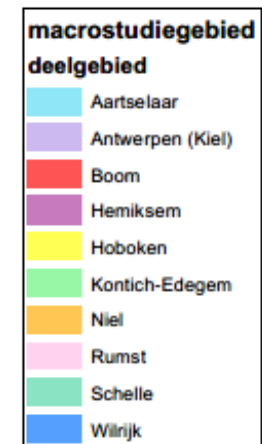 macrostudiegebied
deelgebied
Aartselaar
Antwerpen (Kiel)
Boom
Hemiksem
Hoboken
Kontich-Edegem
Niel
Rumst
Schelle
Wilrijk